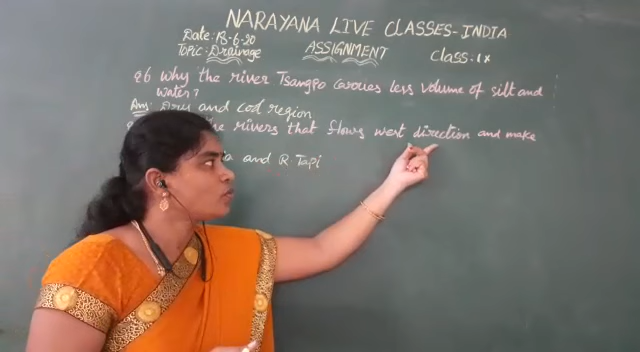 NARAYANA LIVE CLASSES-INDIA
Date: 13-6-20
Topic: Drainage ASSIGNMENT Class: IX
Q6 Why the river Tsangpo carries less volume of silt and
water?
Ans: Dry and cod region
the rivers that flows west direction and make
and R. Tapi